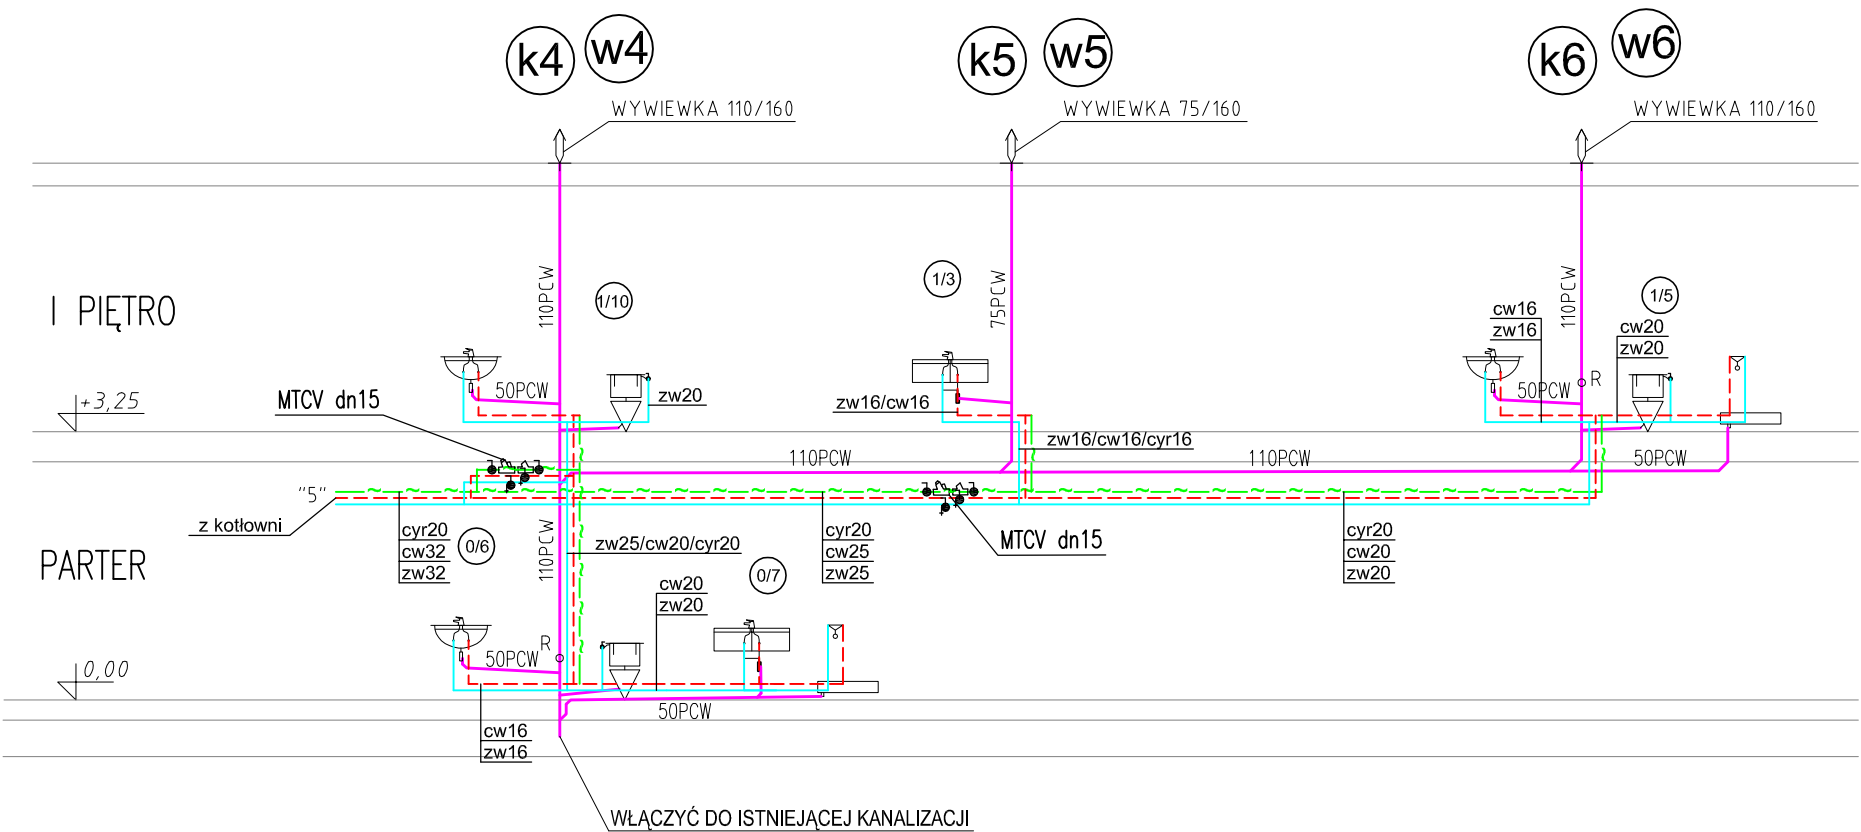 k4
w4
k5
w5
k6
w6
WYWIEWKA 110/160
WYWIEWKA 75/160
WYWIEWKA 110/160
I PIĘTRO
110PCW
1/10
1/3
75PCW
110PCW
1/5
cw16
zw16
cw20
zw20
50PCW
MTCV dn15
zw20
zw16/cw16
50PCW
R
+3,25
zw16/cw16/cyr16
110PCW
110PCW
50PCW
"5"
z kotłowni
PARTER
cyr20
cw32
zw32
0/6
110PCW
zw25/cw20/cyr20
0/7
cyr20
cw25
zw25
MTCV dn15
cyr20
cw20
zw20
cw20
zw20
R
50PCW
0,00
50PCW
cw16
zw16
WŁĄCZYĆ DO ISTNIEJĄCEJ KANALIZACJI